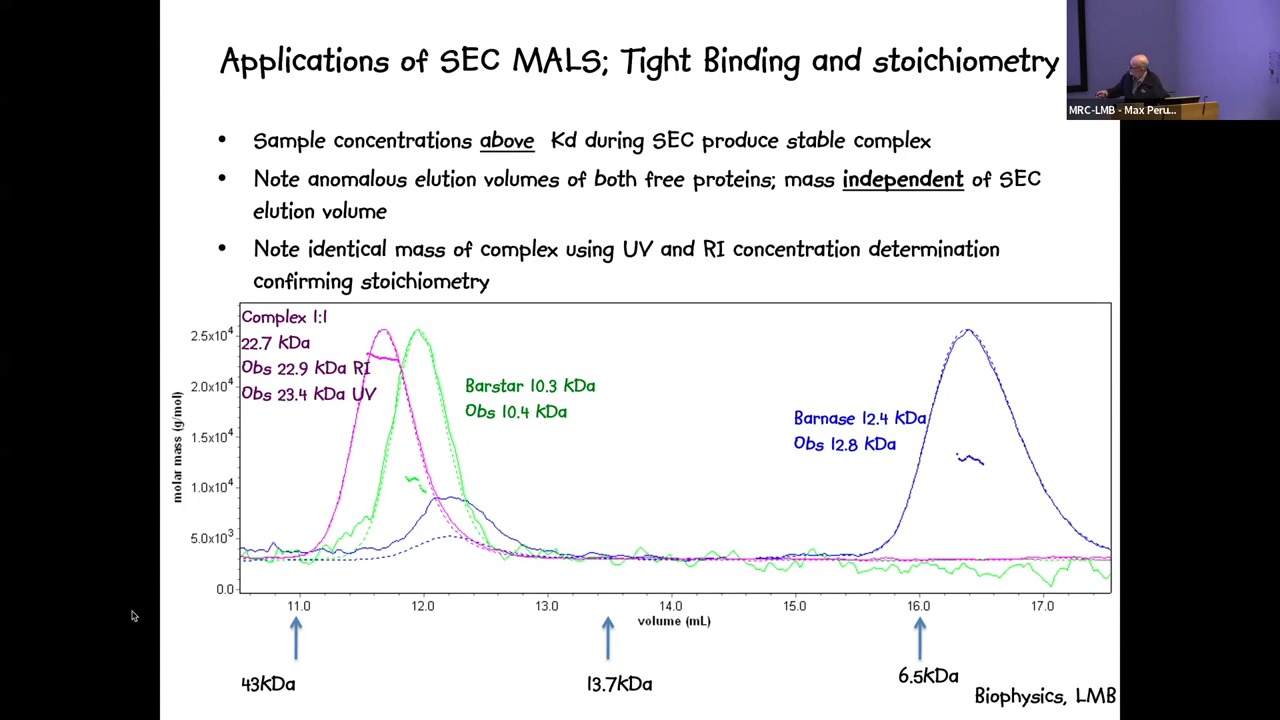 Applications of SEC MALS; Tight Binding and stoichiometry
MRC-LMB - Max Peru...
• Sample concentrations above Kd during SEC produce stable complex
• Note anomalous elution volumes of both free proteins; mass independent of SEC
elution volume
• Note identical mass of complex using UV and RI concentration determination
confirming stoichiometry
Complex 1:1
22.7 kDa
Obs 22.9 kDa RI
Obs 23.4 kDa UV
Barstar 10.3 kDa
Obs 10.4 kDa
Barnase 12.4 kDa
Obs 12.8 kDa
molar mass (g/mol)
2.5x10⁴
2.0x10⁴
1.5x10⁴
1.0x10⁴
5.0x10³
0.0
11.0 12.0 13.0 14.0 15.0 16.0 17.0
volume (mL)
43kDa 13.7kDa 6.5kDa
Biophysics, LMB